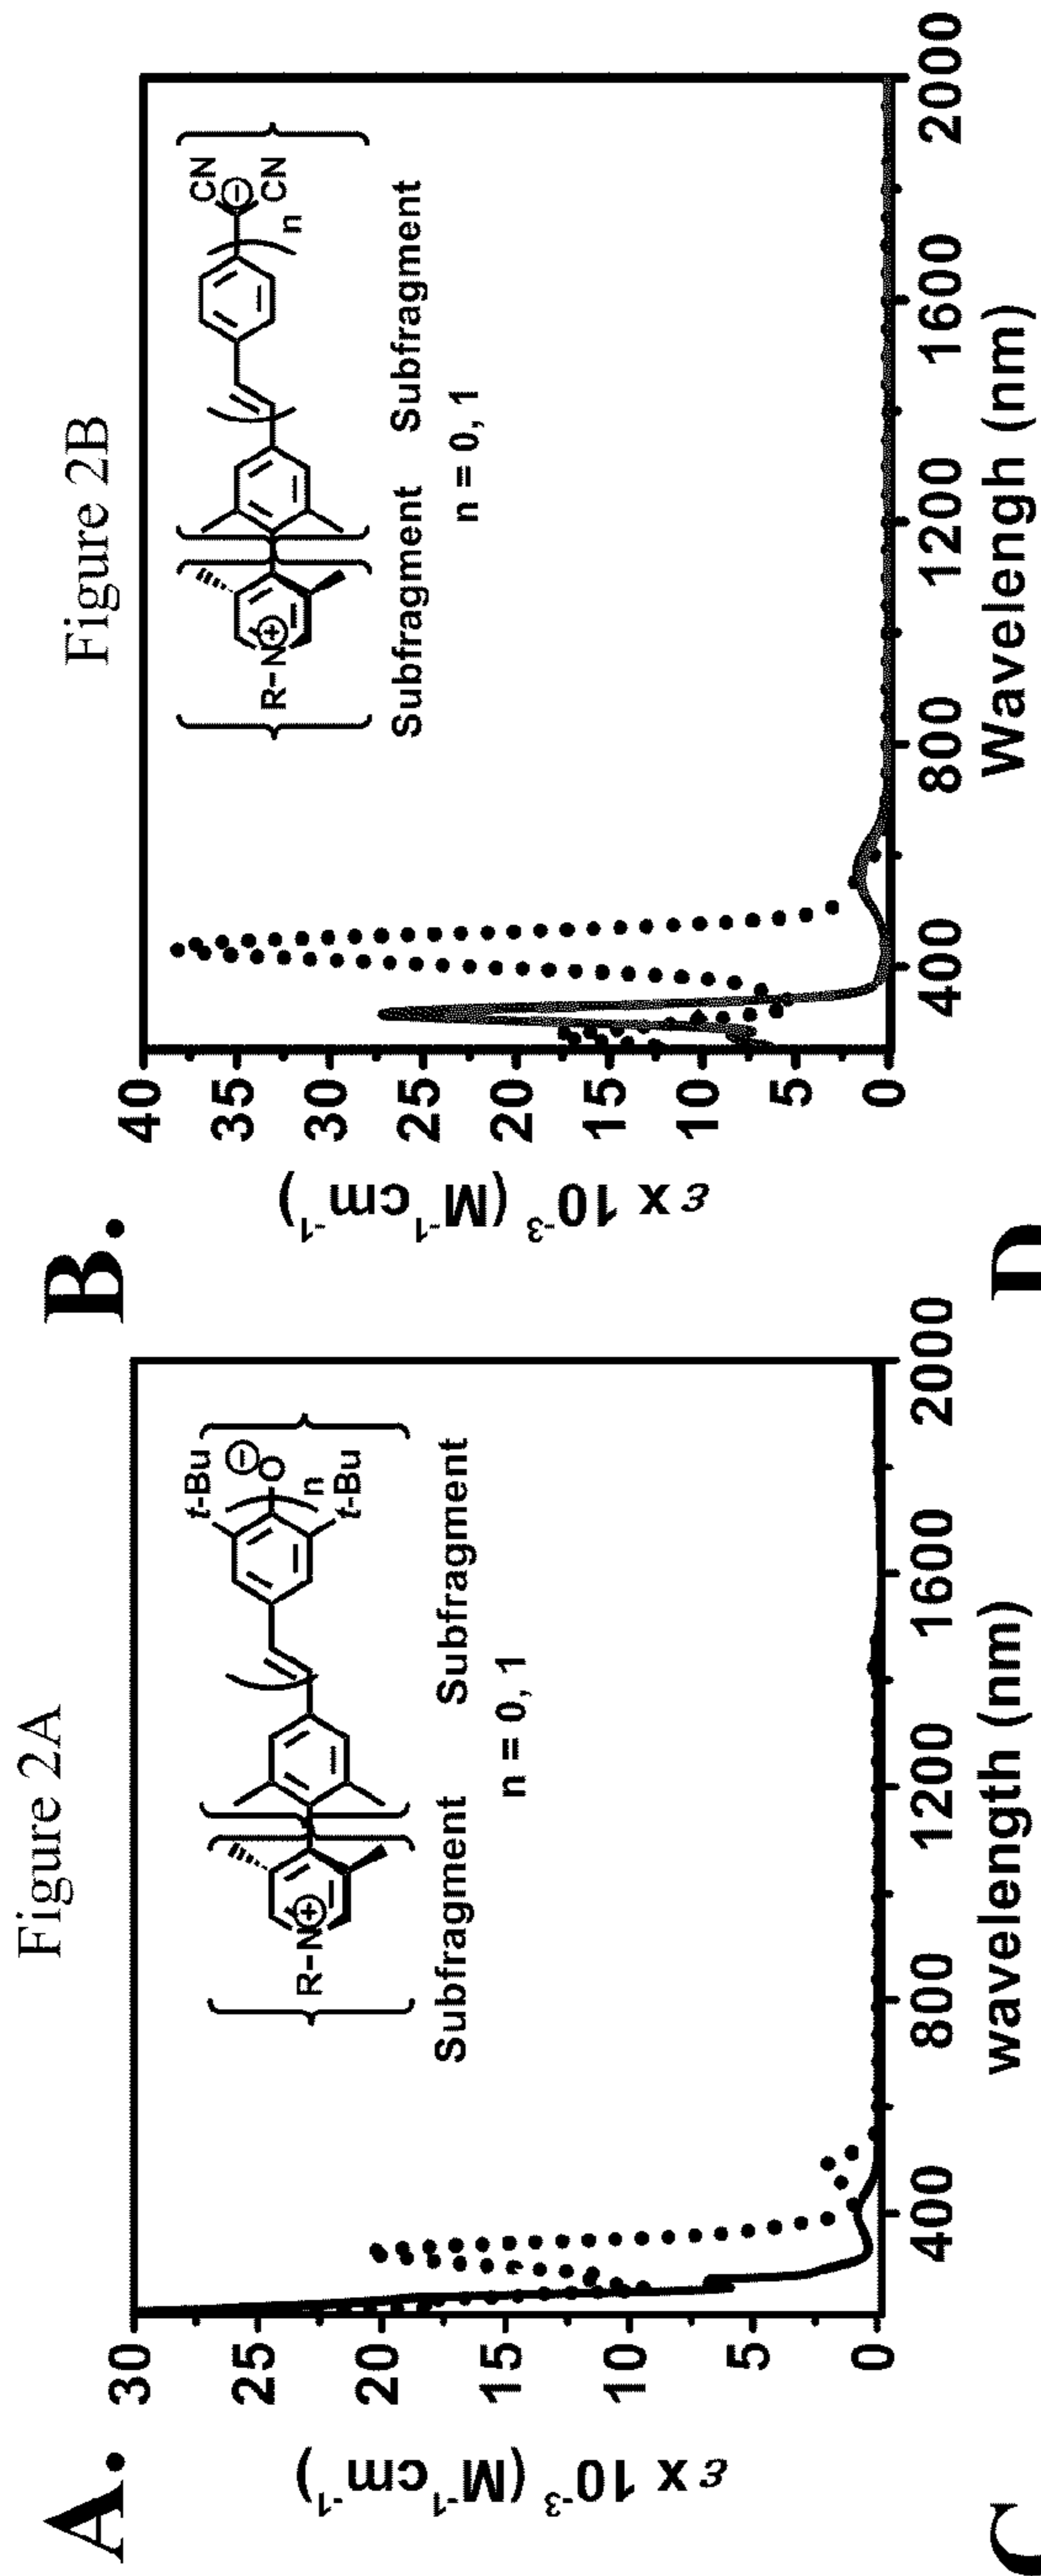 Figure 2A
A.
ε x 10⁻³ (M⁻¹cm⁻¹)
30
25
20
15
10
5
0
400
800
1200
1600
2000
wavelength (nm)
R-N
+
t-Bu
−
O
n
t-Bu
Subfragment Subfragment
n = 0, 1
Figure 2B
B.
ε x 10⁻³ (M⁻¹cm⁻¹)
40
35
30
25
20
15
10
5
0
400
800
1200
1600
2000
Wavelengh (nm)
R-N
+
CN
−
CN
n
Subfragment Subfragment
n = 0, 1